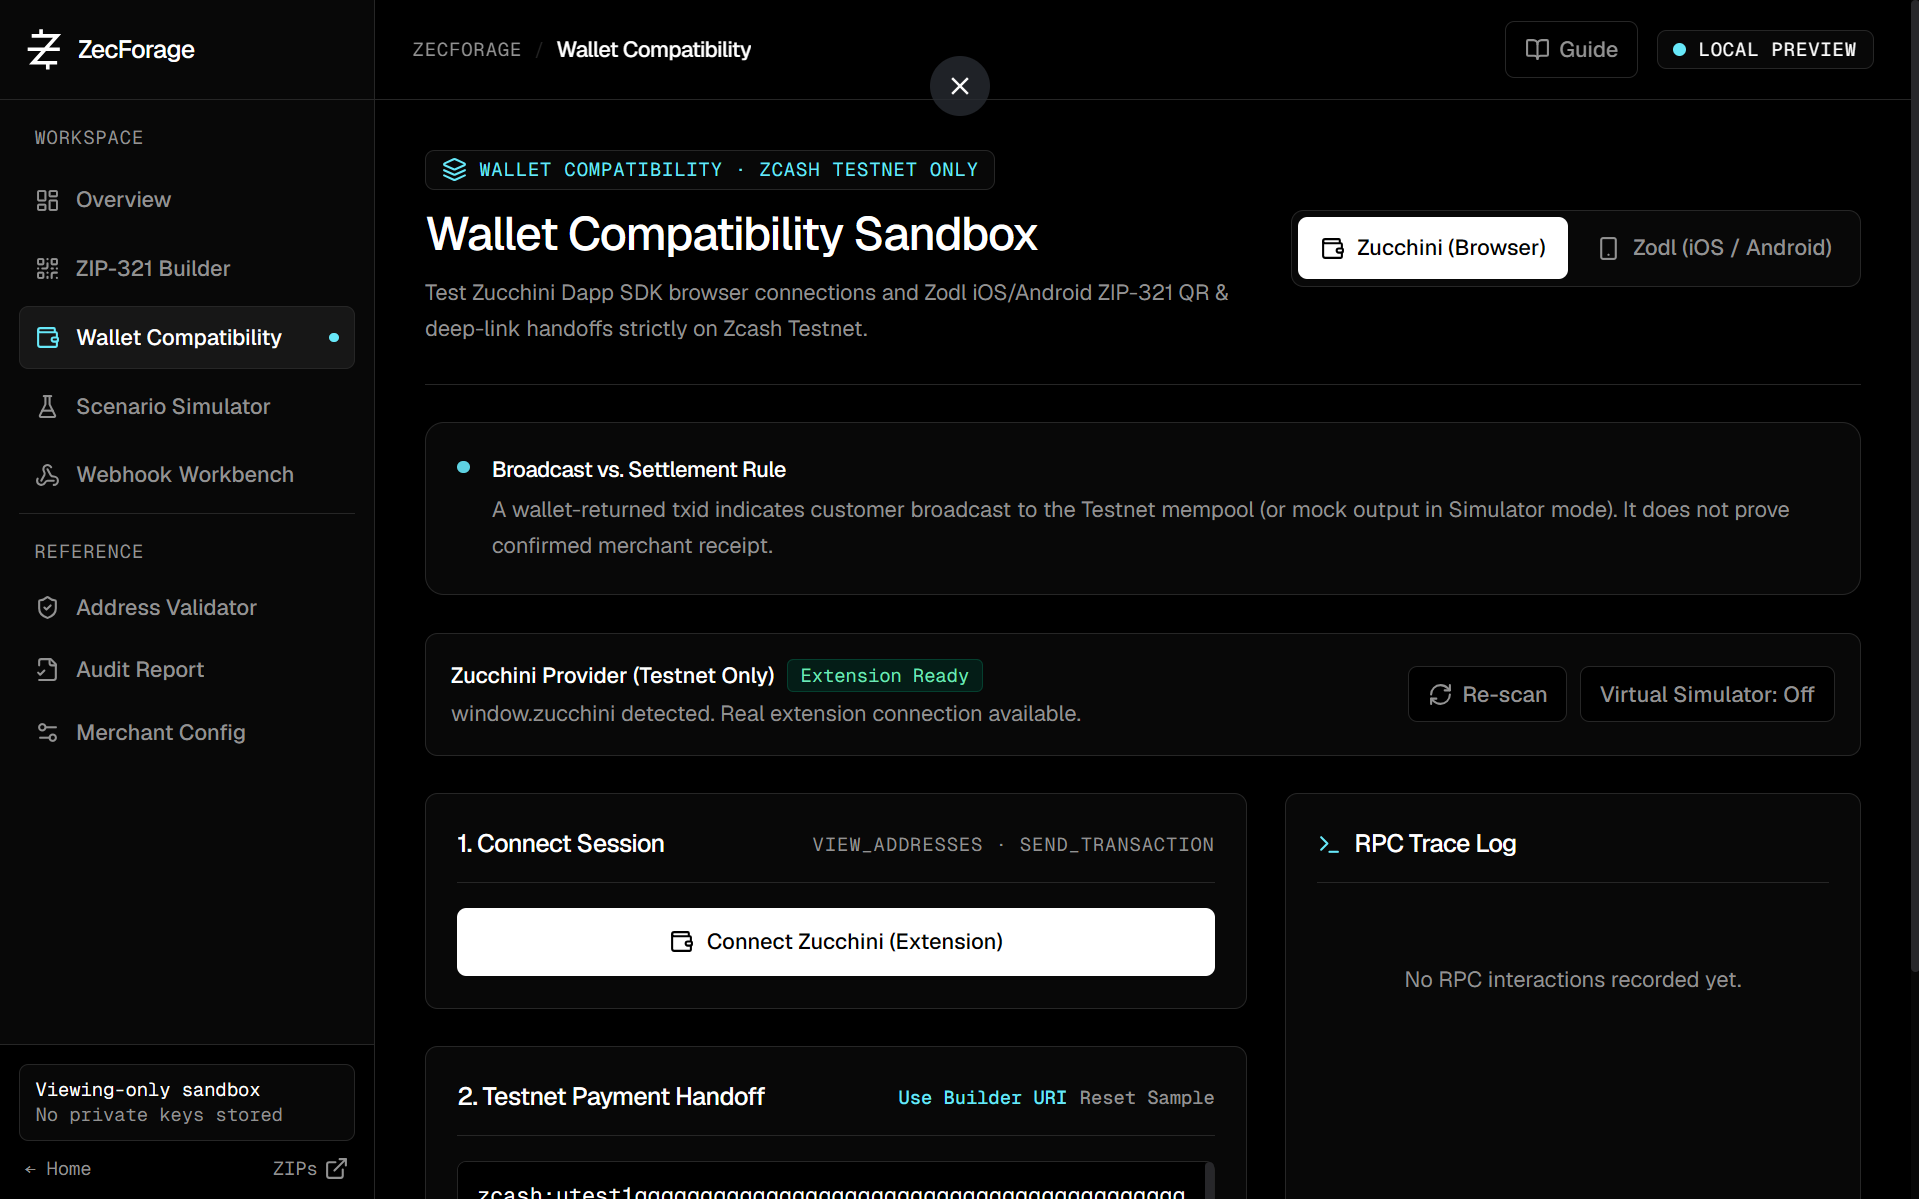 ZecForage
WORKSPACE
Overview
ZIP-321 Builder
Wallet Compatibility
Scenario Simulator
Webhook Workbench
REFERENCE
Address Validator
Audit Report
Merchant Config
Viewing-only sandbox
No private keys stored
← Home
ZIPs
ZECFORAGE / Wallet Compatibility
Guide
LOCAL PREVIEW
WALLET COMPATIBILITY · ZCASH TESTNET ONLY
Wallet Compatibility Sandbox
Test Zucchini Dapp SDK browser connections and Zodl iOS/Android ZIP-321 QR &
deep-link handoffs strictly on Zcash Testnet.
Zucchini (Browser)
Zodl (iOS / Android)
Broadcast vs. Settlement Rule
A wallet-returned txid indicates customer broadcast to the Testnet mempool (or mock output in Simulator mode). It does not prove
confirmed merchant receipt.
Zucchini Provider (Testnet Only)
Extension Ready
window.zucchini detected. Real extension connection available.
Re-scan
Virtual Simulator: Off
1. Connect Session
VIEW_ADDRESSES · SEND_TRANSACTION
Connect Zucchini (Extension)
RPC Trace Log
No RPC interactions recorded yet.
2. Testnet Payment Handoff
Use Builder URI
Reset Sample